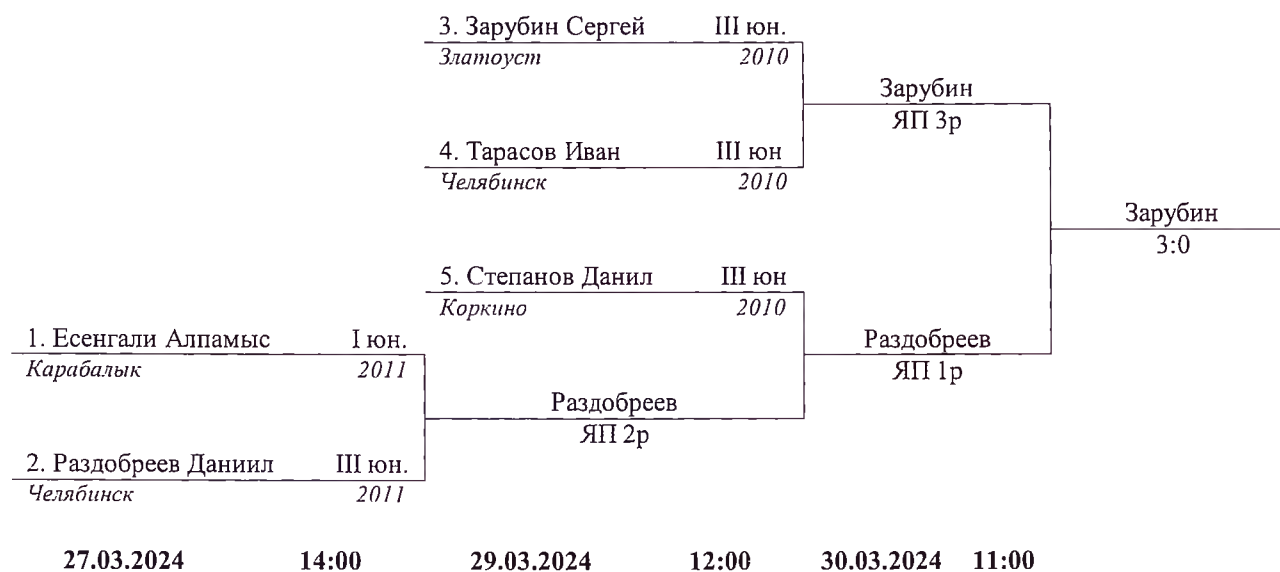 3. Зарубин Сергей III юн.
Златоуст 2010
Зарубин
ЯП 3р
4. Тарасов Иван III юн
Челябинск 2010
Зарубин
3:0
5. Степанов Данил III юн
Коркино 2010
1. Есенгали Алпамыс I юн.
Карабалык 2011
Раздобреев
ЯП 1р
Раздобреев
ЯП 2р
2. Раздобреев Даниил III юн.
Челябинск 2011
27.03.2024 14:00 29.03.2024 12:00 30.03.2024 11:00